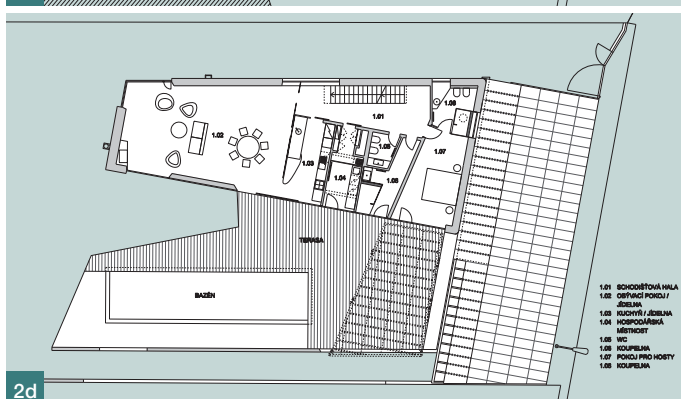 1.08
1.01
1.02
1.05
1.07
1.03
1.04
1.06
TERASA
BAZÉN
1.01 SCHODIŠŤOVÁ HALA
1.02 OBÝVACÍ POKOJ /
JÍDELNA
1.03 KUCHYŇ / JÍDELNA
1.04 HOSPODÁŘSKÁ
MÍSTNOST
1.05 WC
1.06 KOUPELNA
1.07 POKOJ PRO HOSTY
1.08 KOUPELNA
2d